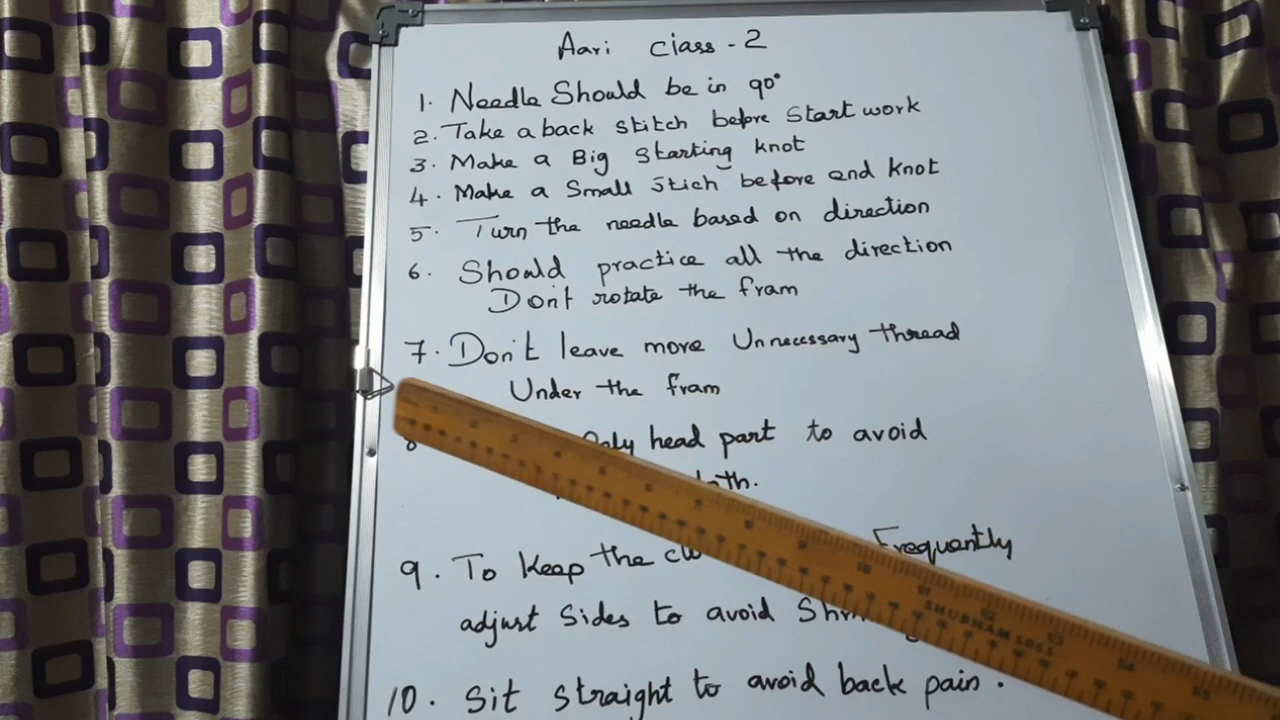 Aari Class - 2
1. Needle Should be in 90°
2. Take a back stitch before Start work
3. Make a Big Starting knot
4. Make a Small Stich before end knot
5. Turn the needle based on direction
6. Should practice all the direction
Don't rotate the fram
7. Don't leave more Unnecessary thread
Under the fram
8 Only head part to avoid
9. To Keep the Frequently
adjust Sides to avoid
10. Sit straight to avoid back pain.
SHUBHAM